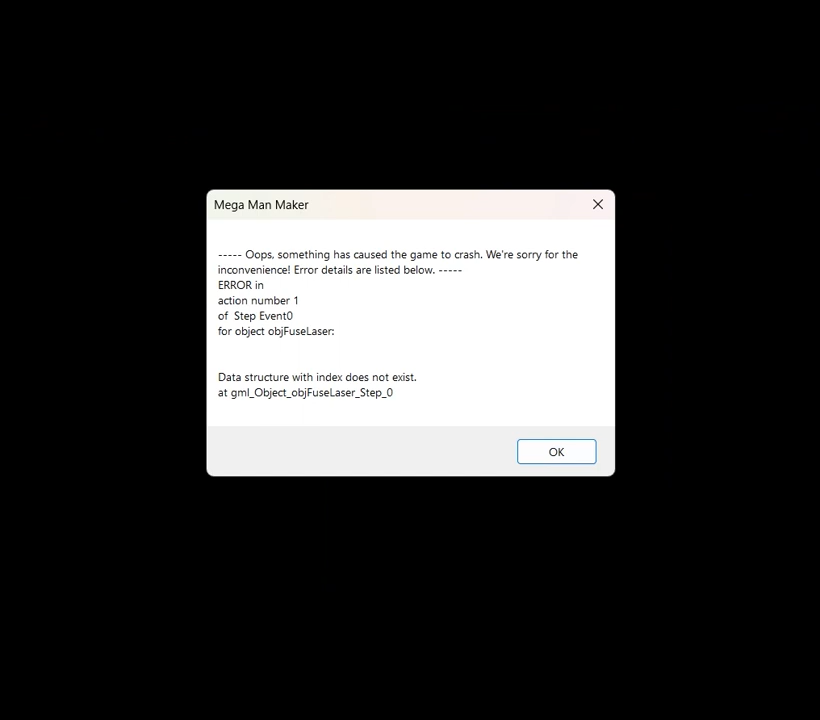 Mega Man Maker
----- Oops, something has caused the game to crash. We're sorry for the
inconvenience! Error details are listed below. -----
ERROR in
action number 1
of  Step Event0
for object objFuseLaser:
Data structure with index does not exist.
at gml_Object_objFuseLaser_Step_0
OK